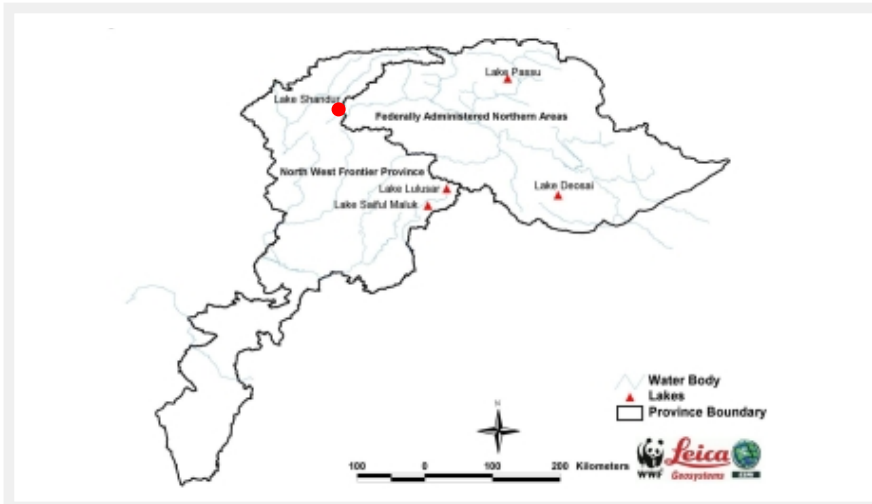 Lake Passu
Lake Shandur
Federally Administered Northern Areas
North West Frontier Province
Lake Lulusar
Lake Deosai
Lake Saiful Maluk
Water Body
Lakes
Province Boundary
N
100 0 100 200 Kilometers
WWF
Leica
Geosystems